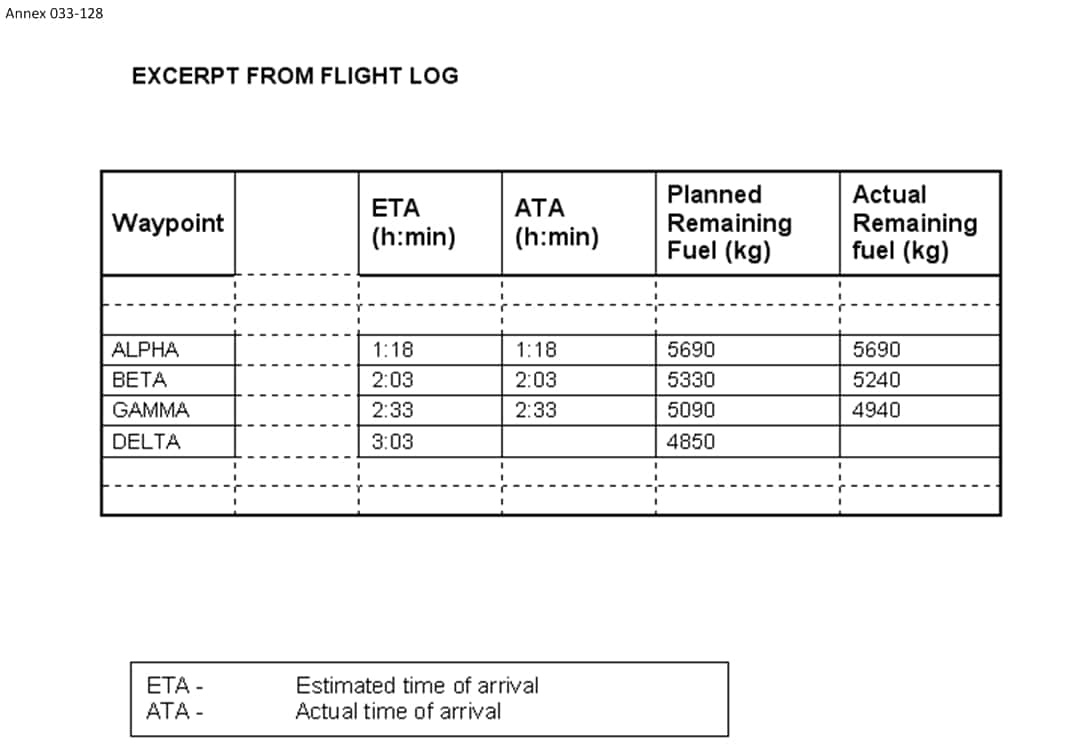 Annex 033-128
EXCERPT FROM FLIGHT LOG
Waypoint ETA (h:min) ATA (h:min) Planned Remaining Fuel (kg) Actual Remaining fuel (kg)
ALPHA 1:18 1:18 5690 5690
BETA 2:03 2:03 5330 5240
GAMMA 2:33 2:33 5090 4940
DELTA 3:03 4850
ETA - Estimated time of arrival
ATA - Actual time of arrival